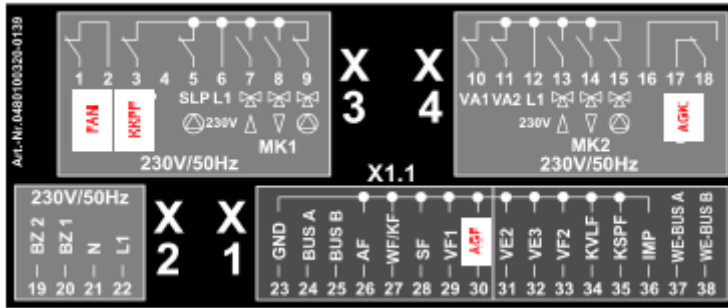 Art.-Nr.0480100320-0139
1 2 3 4 5 6 7 8 9
FAN
SLP L1
230V
MK1
230V/50Hz
X
3
X
4
10 11 12 13 14 15 16 17 18
VA1 VA2 L1
230V
AGK
MK2
230V/50Hz
X1.1
230V/50Hz
BZ 2 BZ 1 N L1
19 20 21 22
X
2
X
1
GND BUS A BUS B AF WF/KF SF VF1 AGF VE2 VE3 VF2 KVLF KSPF IMP WE-BUS A WE-BUS B
23 24 25 26 27 28 29 30 31 32 33 34 35 36 37 38